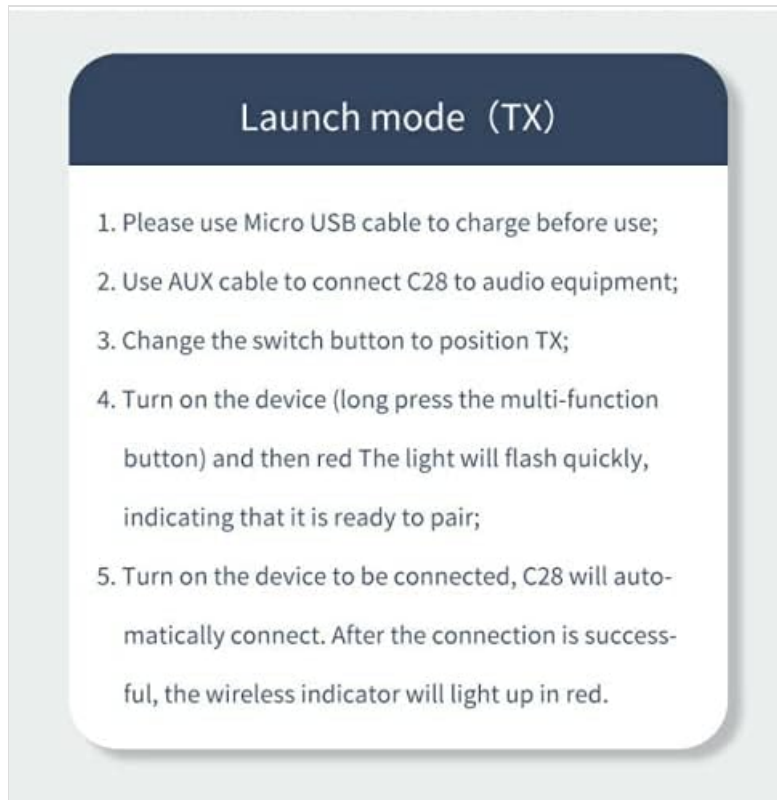 Launch mode（TX）
1. Please use Micro USB cable to charge before use;
2. Use AUX cable to connect C28 to audio equipment;
3. Change the switch button to position TX;
4. Turn on the device (long press the multi-function
button) and then red The light will flash quickly,
indicating that it is ready to pair;
5. Turn on the device to be connected, C28 will auto-
matically connect. After the connection is success-
ful, the wireless indicator will light up in red.